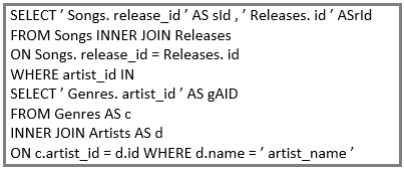 SELECT ’ Songs. release_id ’ AS sId , ’ Releases. id ’ ASrId
FROM Songs INNER JOIN Releases
ON Songs. release_id = Releases. id
WHERE artist_id IN
SELECT ’ Genres. artist_id ’ AS gAID
FROM Genres AS c
INNER JOIN Artists AS d
ON c.artist_id = d.id WHERE d.name = ’ artist_name ’